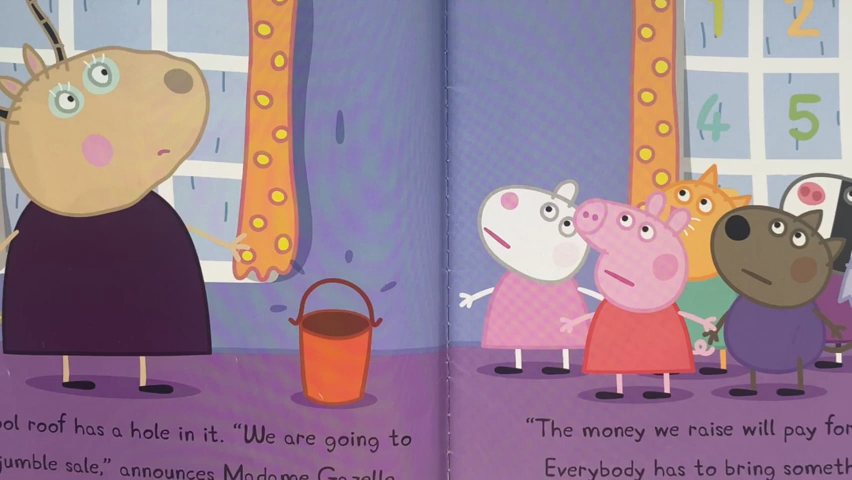 1 2
4 5
ool roof has a hole in it. "We are going to
jumble sale," announces Madame Gazelle
"The money we raise will pay for
Everybody has to bring someth